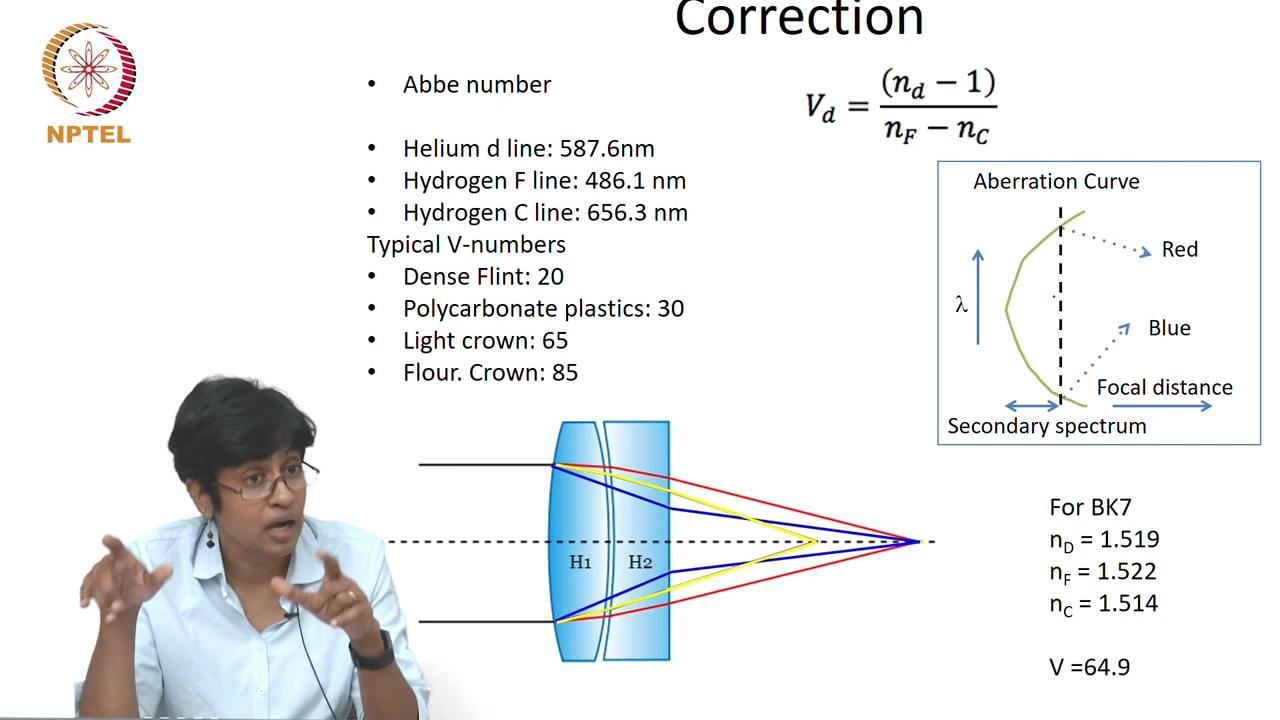 Correction
NPTEL
• Abbe number
V_d = (n_d − 1) / (n_F − n_C)
• Helium d line: 587.6nm
• Hydrogen F line: 486.1 nm
• Hydrogen C line: 656.3 nm
Typical V-numbers
• Dense Flint: 20
• Polycarbonate plastics: 30
• Light crown: 65
• Flour. Crown: 85
Aberration Curve
Red
λ
Blue
Focal distance
Secondary spectrum
H1 H2
For BK7
n_D = 1.519
n_F = 1.522
n_C = 1.514
V =64.9